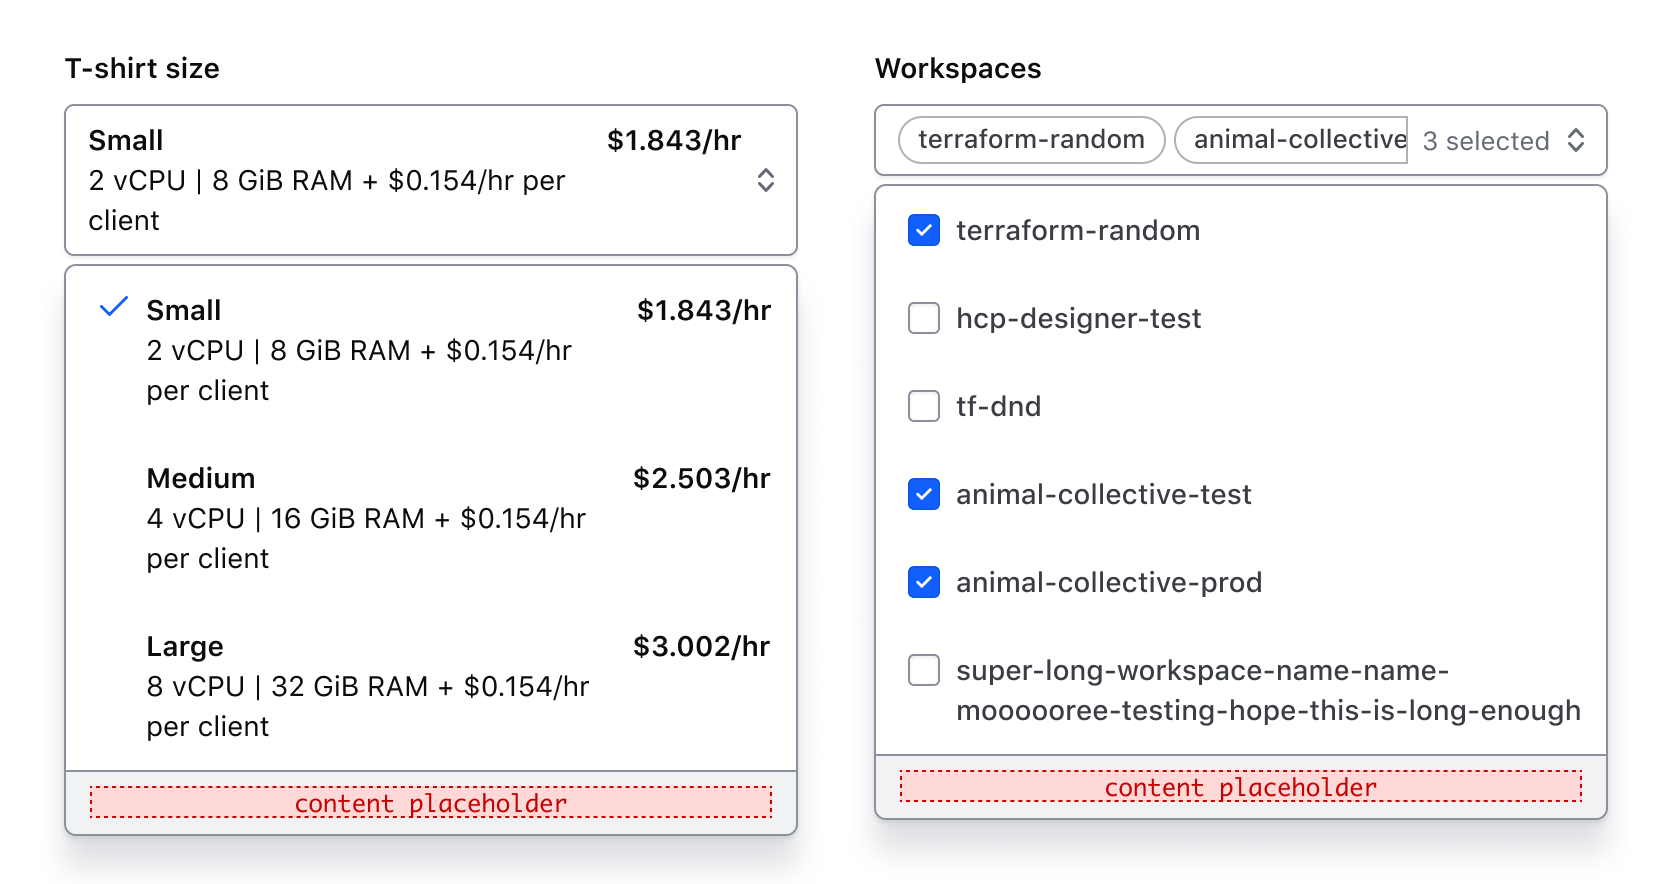 T-shirt size
Small $1.843/hr
2 vCPU | 8 GiB RAM + $0.154/hr per
client
Small $1.843/hr
2 vCPU | 8 GiB RAM + $0.154/hr
per client
Medium $2.503/hr
4 vCPU | 16 GiB RAM + $0.154/hr
per client
Large $3.002/hr
8 vCPU | 32 GiB RAM + $0.154/hr
per client
content placeholder
Workspaces
terraform-random animal-collective 3 selected
terraform-random
hcp-designer-test
tf-dnd
animal-collective-test
animal-collective-prod
super-long-workspace-name-name-
moooooree-testing-hope-this-is-long-enough
content placeholder